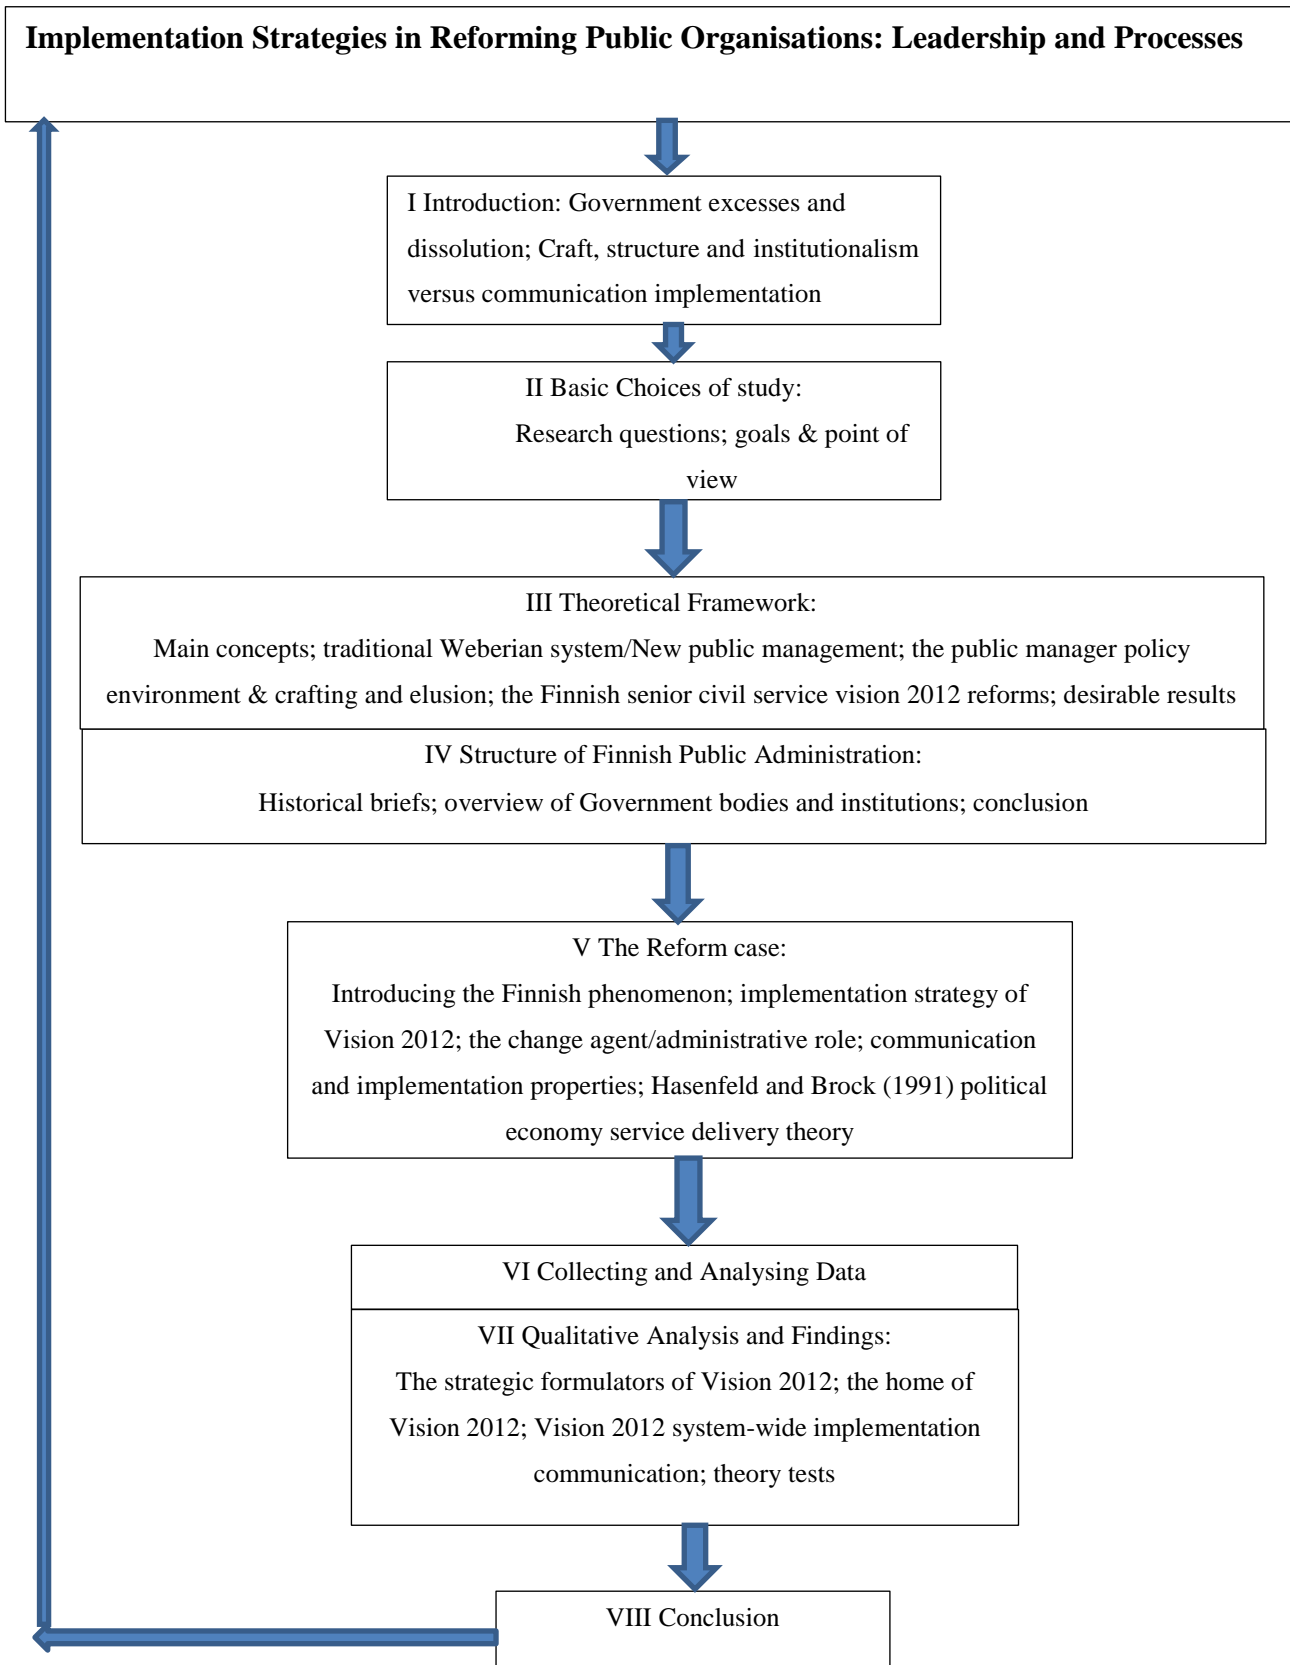 Implementation Strategies in Reforming Public Organisations: Leadership and Processes
I Introduction: Government excesses and
dissolution; Craft, structure and institutionalism
versus communication implementation
II Basic Choices of study:
Research questions; goals & point of
view
III Theoretical Framework:
Main concepts; traditional Weberian system/New public management; the public manager policy
environment & crafting and elusion; the Finnish senior civil service vision 2012 reforms; desirable results
IV Structure of Finnish Public Administration:
Historical briefs; overview of Government bodies and institutions; conclusion
V The Reform case:
Introducing the Finnish phenomenon; implementation strategy of
Vision 2012; the change agent/administrative role; communication
and implementation properties; Hasenfeld and Brock (1991) political
economy service delivery theory
VI Collecting and Analysing Data
VII Qualitative Analysis and Findings:
The strategic formulators of Vision 2012; the home of
Vision 2012; Vision 2012 system-wide implementation
communication; theory tests
VIII Conclusion